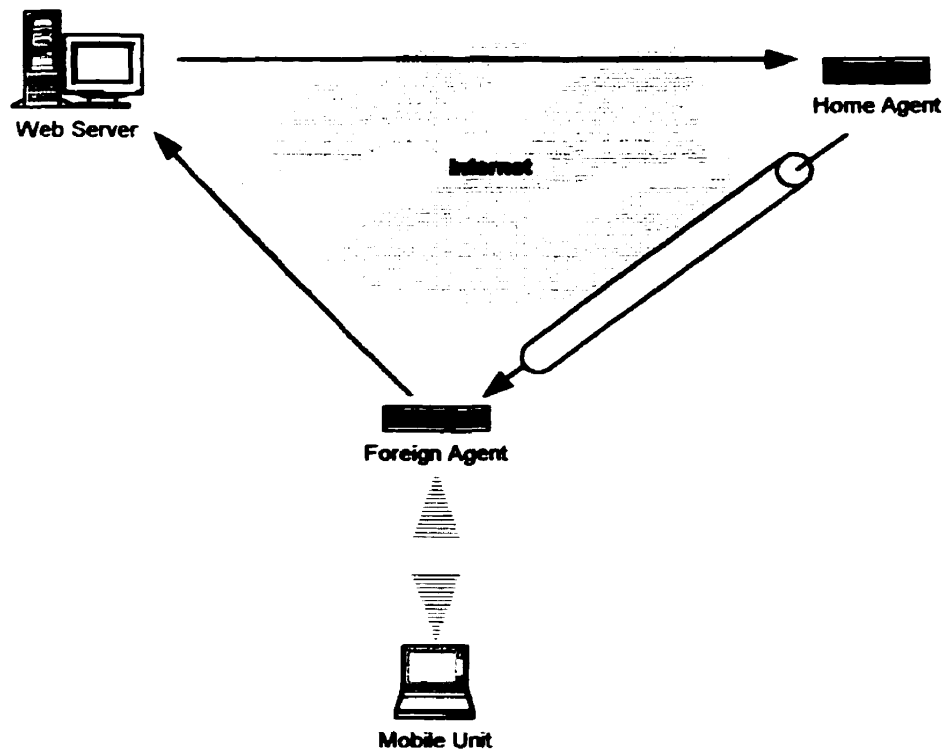 Web Server
Home Agent
Internet
Foreign Agent
Mobile Unit